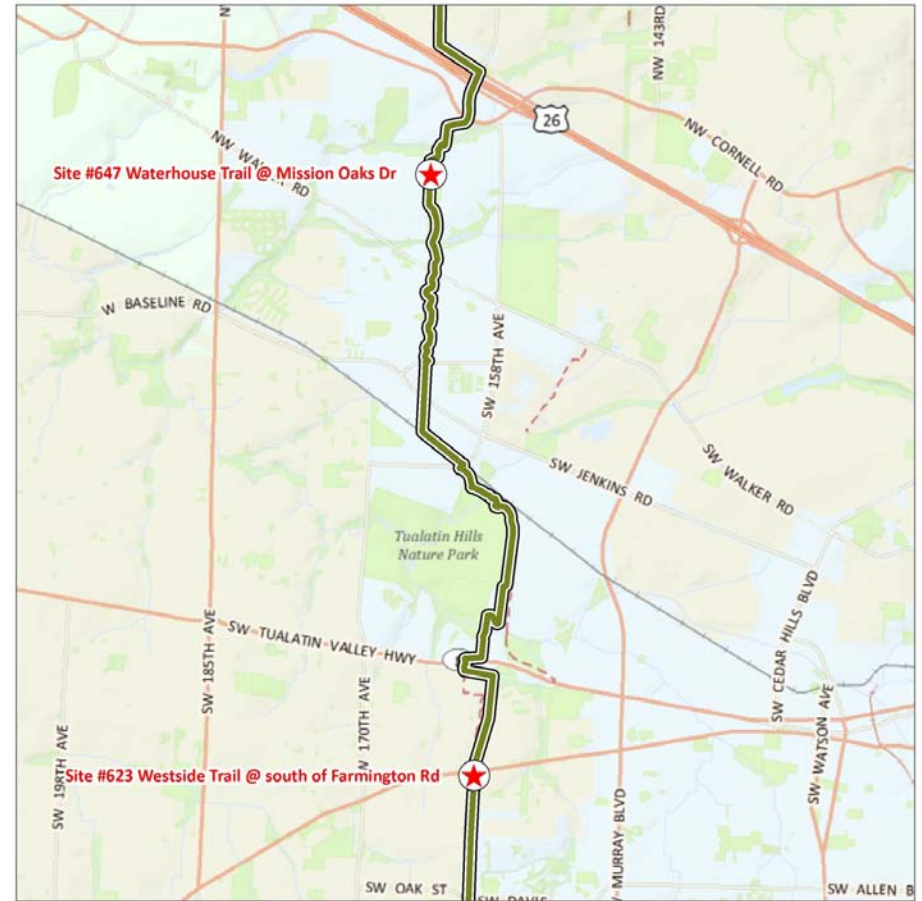 N
NW 143RD
26
NW CORNELL RD
Site #647 Waterhouse Trail @ Mission Oaks Dr
RD
W BASELINE RD
SW 158TH AVE
SW JENKINS RD
SW WALKER RD
Tualatin Hills
Nature Park
SW TUALATIN VALLEY HWY
SW 185TH AVE
SW CEDAR HILLS BLVD
170TH AVE
SW WATSON AVE
SW 198TH AVE
Site #623 Westside Trail @ south of Farmington Rd
MURRAY BLVD
SW OAK ST
SW DAVIS
SW ALLEN B